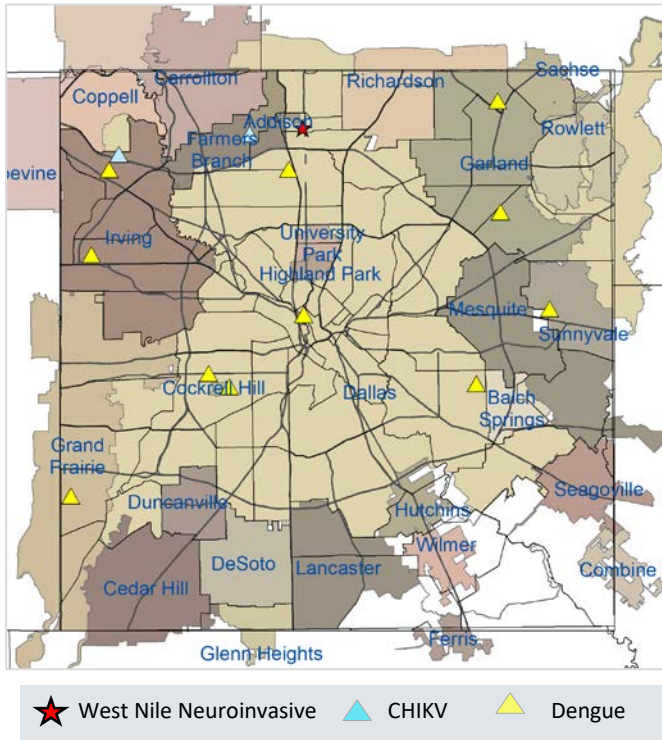 Carrollton
Richardson
Sachse
Coppell
Addison
Rowlett
Farmers
Branch
evine
Garland
University
Park
Irving
Highland Park
Mesquite
Sunnyvale
Cockrell Hill
Dallas
Balch
Springs
Grand
Prairie
Seagoville
Duncanville
Hutchins
Wilmer
DeSoto
Lancaster
Combine
Cedar Hill
Ferris
Glenn Heights
West Nile Neuroinvasive CHIKV Dengue